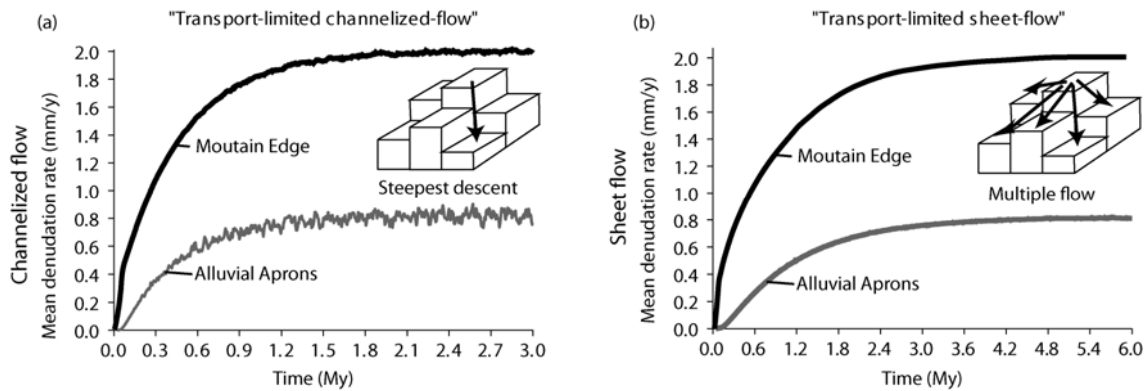 (a) "Transport-limited channelized-flow"
Channelized flow
Mean denudation rate (mm/y)
2.0
1.8
1.6
1.4
1.2
1.0
0.8
0.6
0.4
0.2
0.0
Moutain Edge
Steepest descent
Alluvial Aprons
0.0 0.3 0.6 0.9 1.2 1.5 1.8 2.1 2.4 2.7 3.0
Time (My)
(b) "Transport-limited sheet-flow"
Sheet flow
Mean denudation rate (mm/y)
2.0
1.8
1.6
1.4
1.2
1.0
0.8
0.6
0.4
0.2
0.0
Moutain Edge
Multiple flow
Alluvial Aprons
0.0 0.6 1.2 1.8 2.4 3.0 3.6 4.2 4.8 5.4 6.0
Time (My)